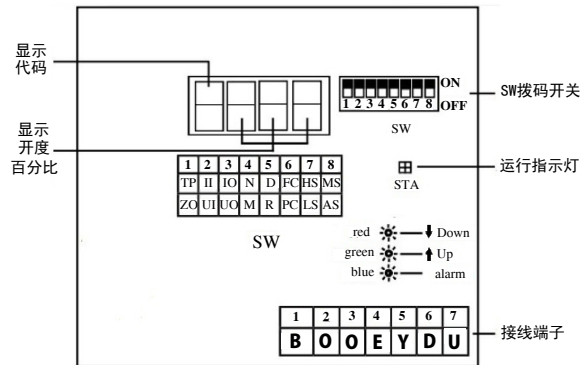 显示
代码
显示
开度
百分比
ON
1 2 3 4 5 6 7 8 OFF
SW
SW拨码开关
1 2 3 4 5 6 7 8
TP II IO N D FC HS MS
ZO UI UO M R PC LS AS
SW
STA
运行指示灯
red Down
green Up
blue alarm
1 2 3 4 5 6 7
B O O E Y D U
接线端子